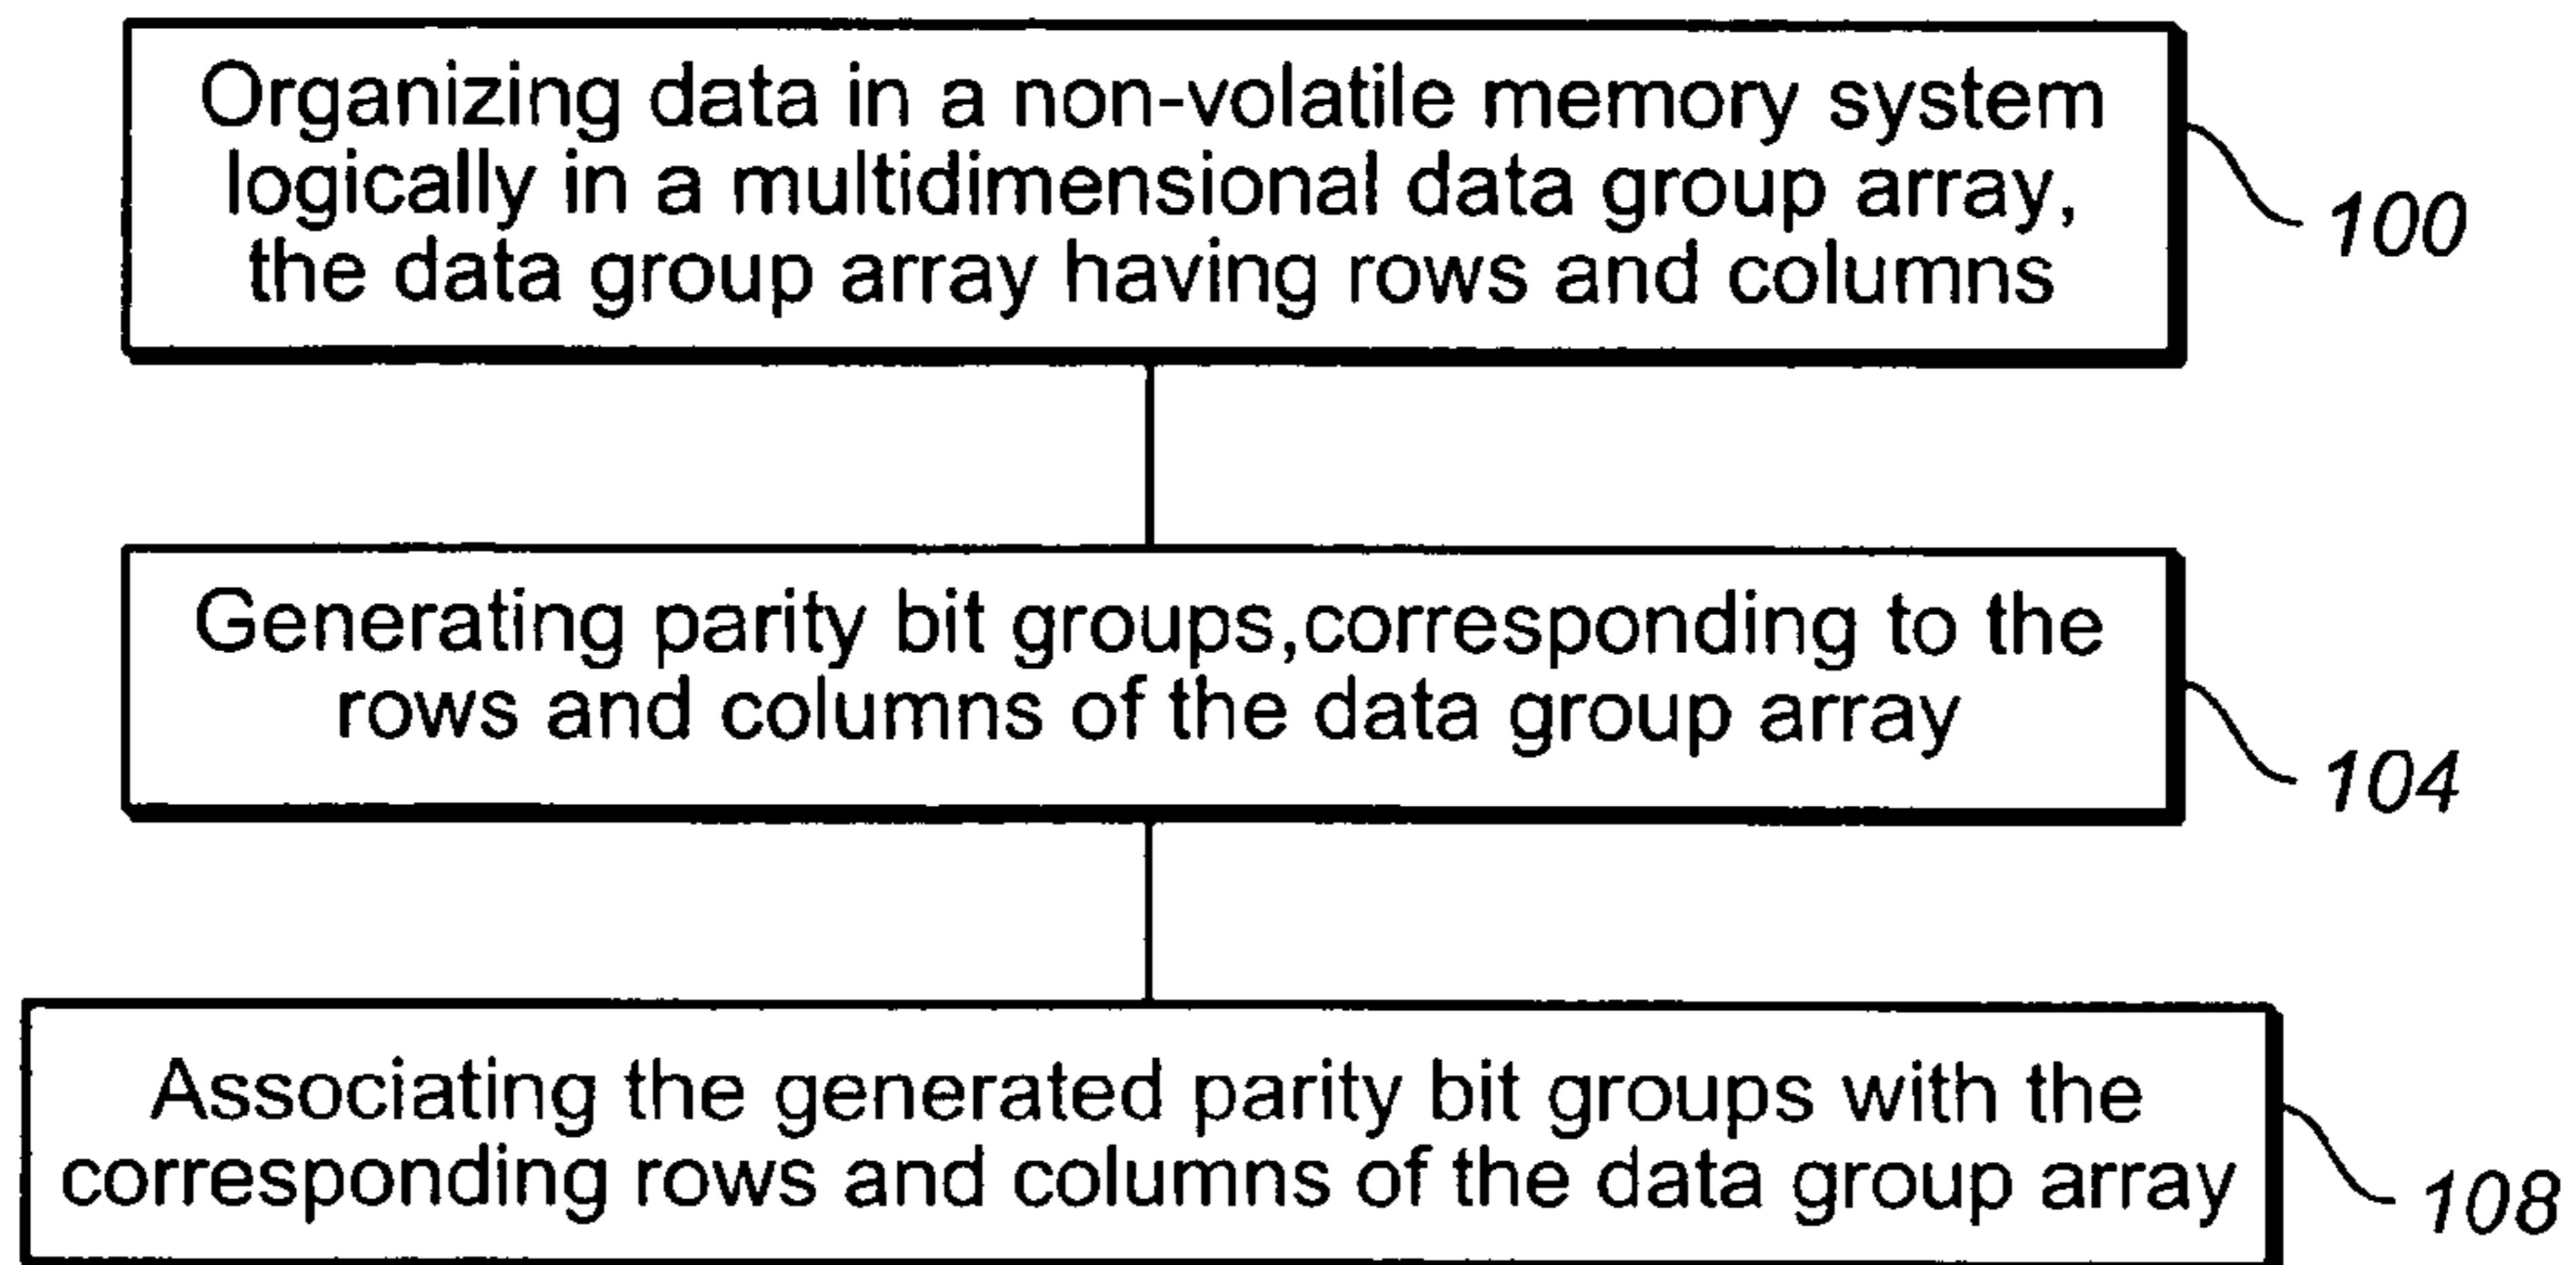 Organizing data in a non-volatile memory system
logically in a multidimensional data group array,
the data group array having rows and columns
100
Generating parity bit groups,corresponding to the
rows and columns of the data group array
104
Associating the generated parity bit groups with the
corresponding rows and columns of the data group array
108